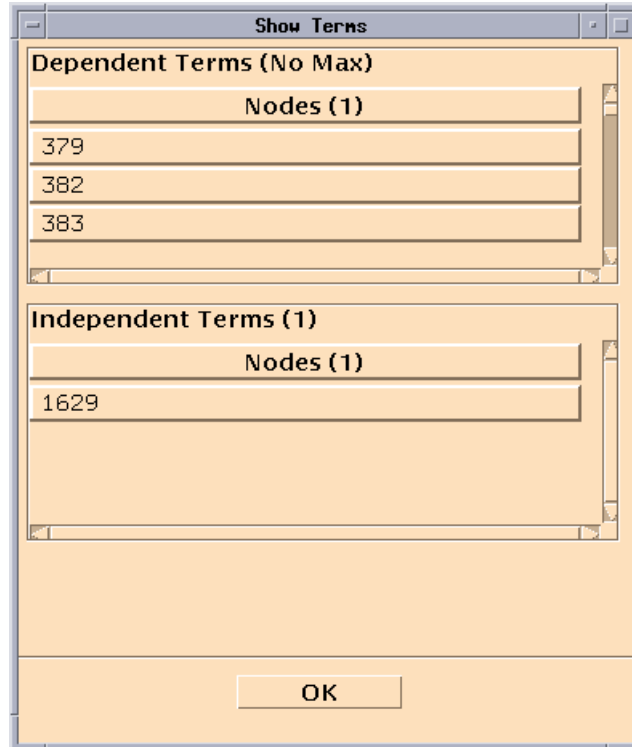 Show Terms
Dependent Terms (No Max)
Nodes (1)
379
382
383
Independent Terms (1)
Nodes (1)
1629
OK